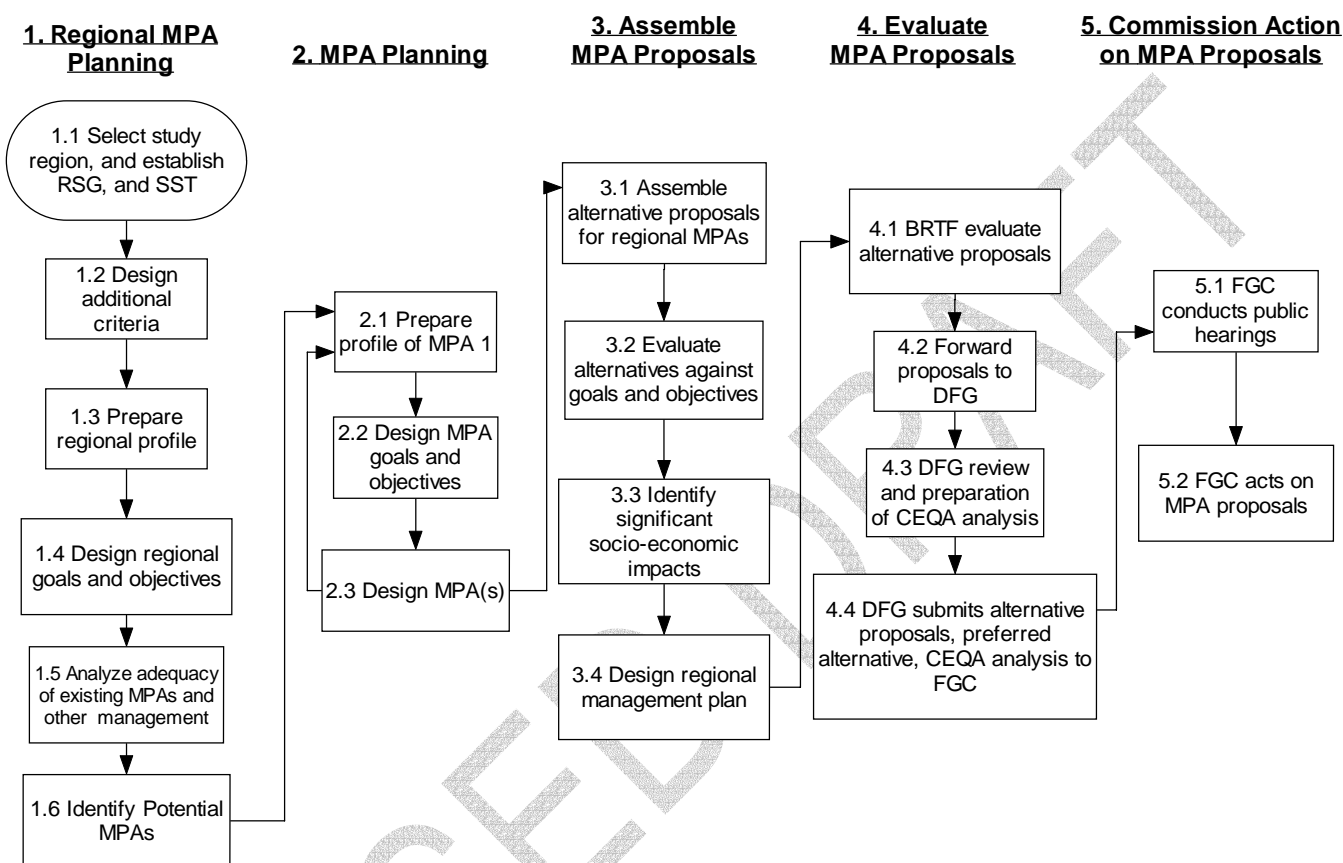 1. Regional MPA
Planning
1.1 Select study
region, and establish
RSG, and SST
1.2 Design
additional
criteria
1.3 Prepare
regional profile
1.4 Design regional
goals and objectives
1.5 Analyze adequacy
of existing MPAs and
other management
1.6 Identify Potential
MPAs
2. MPA Planning
2.1 Prepare
profile of MPA 1
2.2 Design MPA
goals and
objectives
2.3 Design MPA(s)
3. Assemble
MPA Proposals
3.1 Assemble
alternative proposals
for regional MPAs
3.2 Evaluate
alternatives against
goals and objectives
3.3 Identify
significant
socio-economic
impacts
3.4 Design regional
management plan
4. Evaluate
MPA Proposals
4.1 BRTF evaluate
alternative proposals
4.2 Forward
proposals to
DFG
4.3 DFG review
and preparation
of CEQA analysis
4.4 DFG submits alternative
proposals, preferred
alternative, CEQA analysis to
FGC
5. Commission Action
on MPA Proposals
5.1 FGC
conducts public
hearings
5.2 FGC acts on
MPA proposals
CED DRAFT